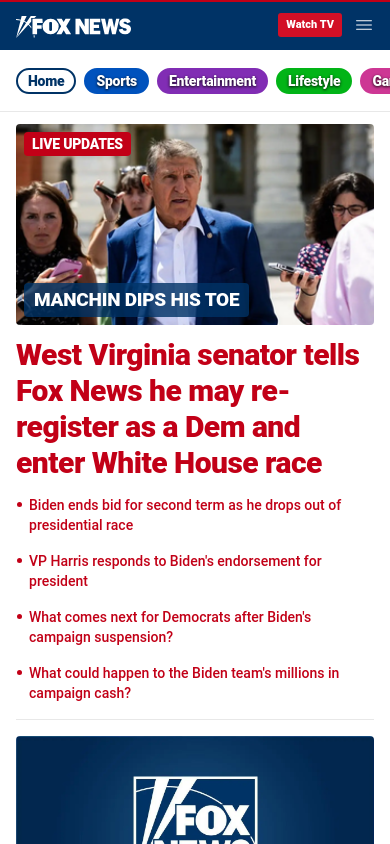 FOX NEWS
Watch TV
Home
Sports
Entertainment
Lifestyle
LIVE UPDATES
MANCHIN DIPS HIS TOE
West Virginia senator tells
Fox News he may re-
register as a Dem and
enter White House race
• Biden ends bid for second term as he drops out of
presidential race
• VP Harris responds to Biden's endorsement for
president
• What comes next for Democrats after Biden's
campaign suspension?
• What could happen to the Biden team's millions in
campaign cash?
FOX
NEWS